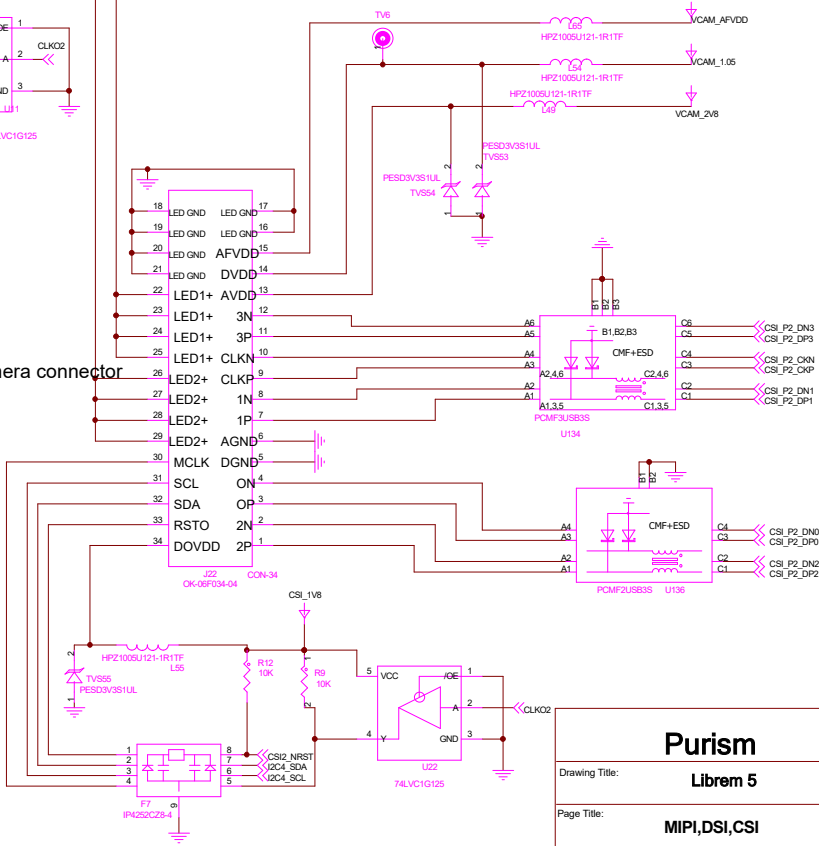 TV6
1
L65
HPZ1005U121-1R1TF
VCAM_AFVDD
L54
HPZ1005U121-1R1TF
VCAM_1.05
HPZ1005U121-1R1TF
L49
VCAM_2V8
1
CLKO2
2
A
3
U11
PESD3V3S1UL
TVS53
PESD3V3S1UL
TVS54
2
2
1
1
18 LED GND LED GND 17
19 LED GND LED GND 16
20 LED GND AFVDD 15
21 LED GND DVDD 14
22 LED1+ AVDD 13
23 LED1+ 3N 12
24 LED1+ 3P 11
25 LED1+ CLKN 10
26 LED2+ CLKP 9
27 LED2+ 1N 8
28 LED2+ 1P 7
29 LED2+ AGND 6
30 MCLK DGND 5
31 SCL ON 4
32 SDA OP 3
33 RSTO 2N 2
34 DOVDD 2P 1
J22 CON-34
OK-06F034-04
connector
B1 B2 B3
A6 C6 CSI_P2_DN3
A5 B1,B2,B3 C5 CSI_P2_DP3
CMF+ESD
A4 C4 CSI_P2_CKN
A3 C3 CSI_P2_CKP
A2,4,6 C2,4,6
A2 C2 CSI_P2_DN1
A1 C1 CSI_P2_DP1
A1,3,5 C1,3,5
PCMF3USB3S
U134
B1 B2
CMF+ESD
A4 C4 CSI_P2_DN0
A3 C3 CSI_P2_DP0
A2 C2 CSI_P2_DN2
A1 C1 CSI_P2_DP2
PCMF2USB3S U136
CSI_1V8
HPZ1005U121-1R1TF
L55
2
TVS55
PESD3V3S1UL
1
R12
10K
1
R9
10K
2
5 VCC /OE 1
A 2 CLKO2
4 Y GND 3
U22
74LVC1G125
1 8 CSI2_NRST
2 7 I2C4_SDA
3 6 I2C4_SCL
4 5
9
F7
IP4252CZ8-4
Purism
Drawing Title:
Librem 5
Page Title:
MIPI,DSI,CSI